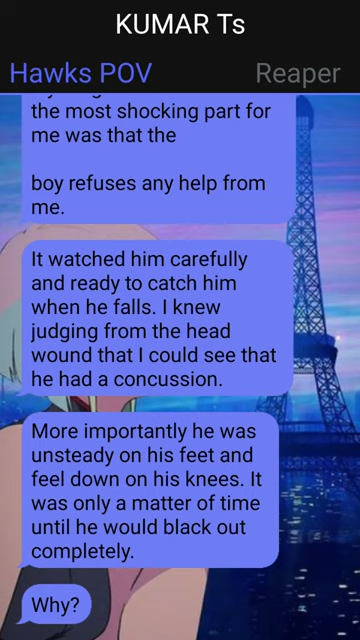 KUMAR Ts
Hawks POV
Reaper
the most shocking part for
me was that the
boy refuses any help from
me.
It watched him carefully
and ready to catch him
when he falls. I knew
judging from the head
wound that I could see that
he had a concussion.
More importantly he was
unsteady on his feet and
feel down on his knees. It
was only a matter of time
until he would black out
completely.
Why?